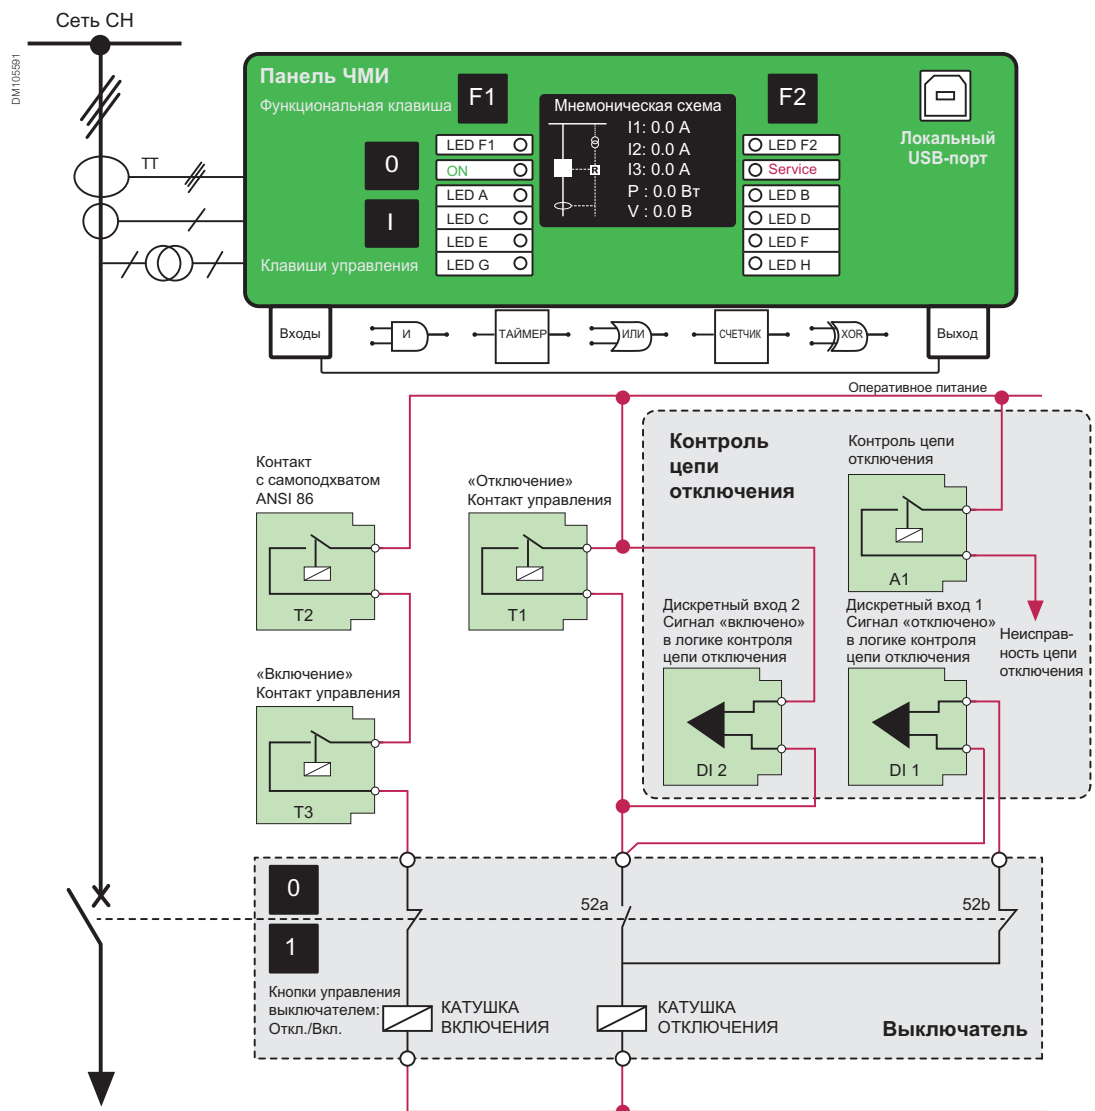 Сеть СН
DM105591
Панель ЧМИ
Функциональная клавиша
F1
F2
0
I
Клавиши управления
LED F1
ON
LED A
LED C
LED E
LED G
Мнемоническая схема
I1: 0.0 A
I2: 0.0 A
I3: 0.0 A
P : 0.0 Вт
V : 0.0 В
R
LED F2
Service
LED B
LED D
LED F
LED H
Локальный
USB-порт
ТТ
Входы
И
ТАЙМЕР
ИЛИ
СЧЕТЧИК
XOR
Выход
Оперативное питание
Контакт
с самоподхватом
ANSI 86
T2
«Отключение»
Контакт управления
T1
Контроль
цепи
отключения
Контроль цепи
отключения
A1
«Включение»
Контакт управления
T3
Дискретный вход 2
Сигнал «включено»
в логике контроля
цепи отключения
DI 2
Дискретный вход 1
Сигнал «отключено»
в логике контроля
цепи отключения
DI 1
Неисправ-
ность цепи
отключения
0
1
Кнопки управления
выключателем:
Откл./Вкл.
52a
52b
КАТУШКА
ВКЛЮЧЕНИЯ
КАТУШКА
ОТКЛЮЧЕНИЯ
Выключатель